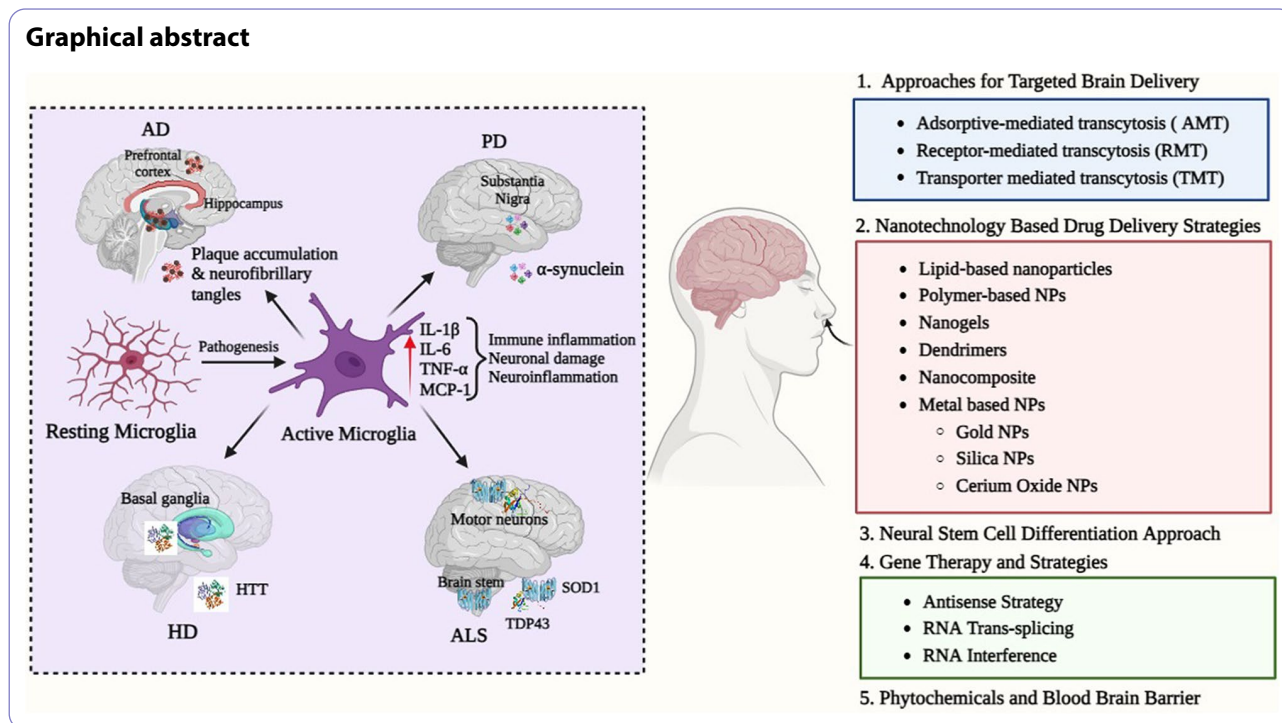 Graphical abstract
AD
Prefrontal
cortex
Hippocampus
Plaque accumulation
& neurofibrillary
tangles
PD
Substantia
Nigra
α-synuclein
Resting Microglia
Pathogenesis
Active Microglia
IL-1β
IL-6
TNF-α
MCP-1
Immune inflammation
Neuronal damage
Neuroinflammation
Basal ganglia
HTT
HD
Motor neurons
Brain stem
SOD1
TDP43
ALS
1. Approaches for Targeted Brain Delivery
• Adsorptive-mediated transcytosis ( AMT)
• Receptor-mediated transcytosis (RMT)
• Transporter mediated transcytosis (TMT)
2. Nanotechnology Based Drug Delivery Strategies
• Lipid-based nanoparticles
• Polymer-based NPs
• Nanogels
• Dendrimers
• Nanocomposite
• Metal based NPs
○ Gold NPs
○ Silica NPs
○ Cerium Oxide NPs
3. Neural Stem Cell Differentiation Approach
4. Gene Therapy and Strategies
• Antisense Strategy
• RNA Trans-splicing
• RNA Interference
5. Phytochemicals and Blood Brain Barrier